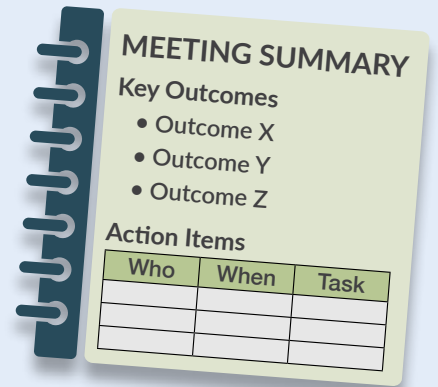 MEETING SUMMARY
Key Outcomes
• Outcome X
• Outcome Y
• Outcome Z
Action Items
Who When Task